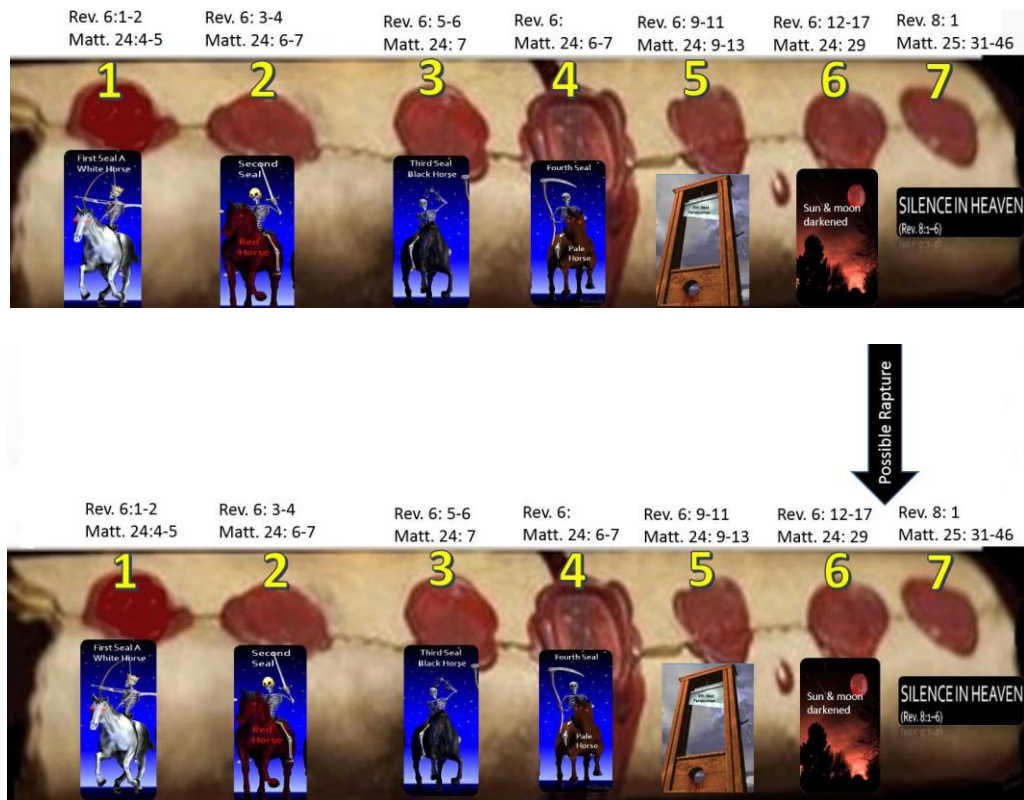 Rev. 6:1-2
Matt. 24:4-5
Rev. 6: 3-4
Matt. 24: 6-7
Rev. 6: 5-6
Matt. 24: 7
Rev. 6:
Matt. 24: 6-7
Rev. 6: 9-11
Matt. 24: 9-13
Rev. 6: 12-17
Matt. 24: 29
Rev. 8: 1
Matt. 25: 31-46
1
2
3
4
5
6
7
First Seal A
White Horse
Second
Seal
Red
Horse
Third Seal
Black Horse
Fourth Seal
Pale
Horse
Sun & moon
darkened
SILENCE IN HEAVEN
(Rev. 8:1-6)
Possible Rapture
Rev. 6:1-2
Matt. 24:4-5
Rev. 6: 3-4
Matt. 24: 6-7
Rev. 6: 5-6
Matt. 24: 7
Rev. 6:
Matt. 24: 6-7
Rev. 6: 9-11
Matt. 24: 9-13
Rev. 6: 12-17
Matt. 24: 29
Rev. 8: 1
Matt. 25: 31-46
1
2
3
4
5
6
7
First Seal A
White Horse
Second
Seal
Red
Horse
Third Seal
Black Horse
Fourth Seal
Pale
Horse
Sun & moon
darkened
SILENCE IN HEAVEN
(Rev. 8:1-6)